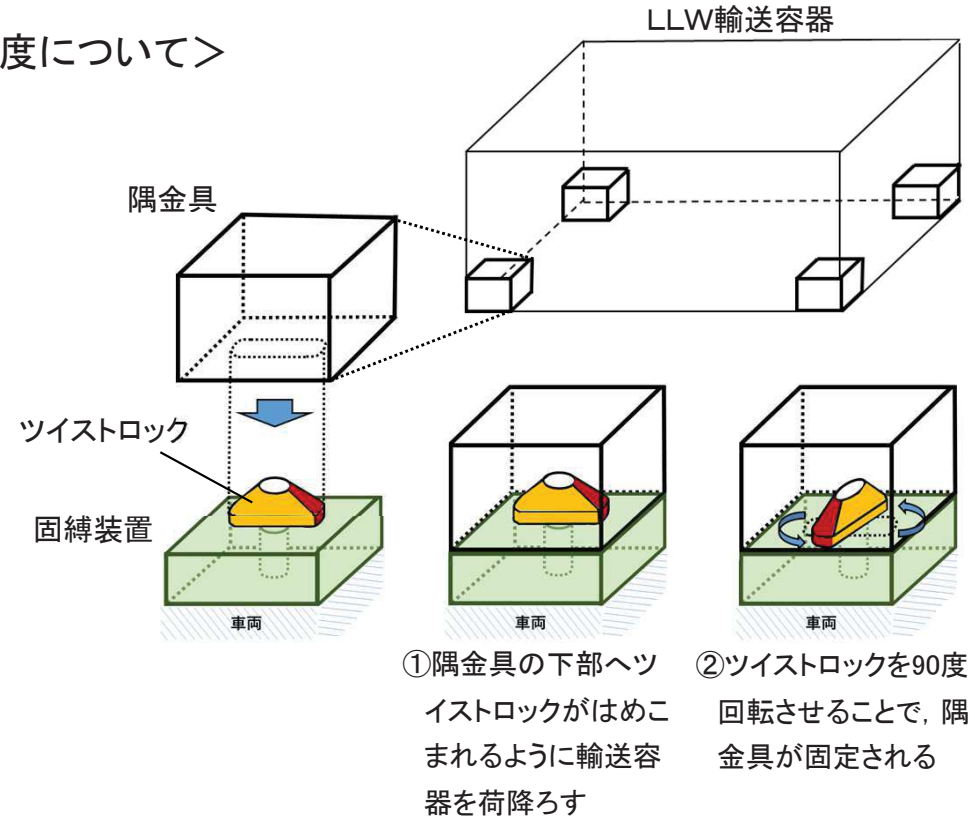 度について＞
ＬＬＷ輸送容器
隅金具
ツイストロック
固縛装置
車両
車両
車両
①隅金具の下部へツ
イストロックがはめこ
まれるように輸送容
器を荷降ろす
②ツイストロックを90度
回転させることで，隅
金具が固定される